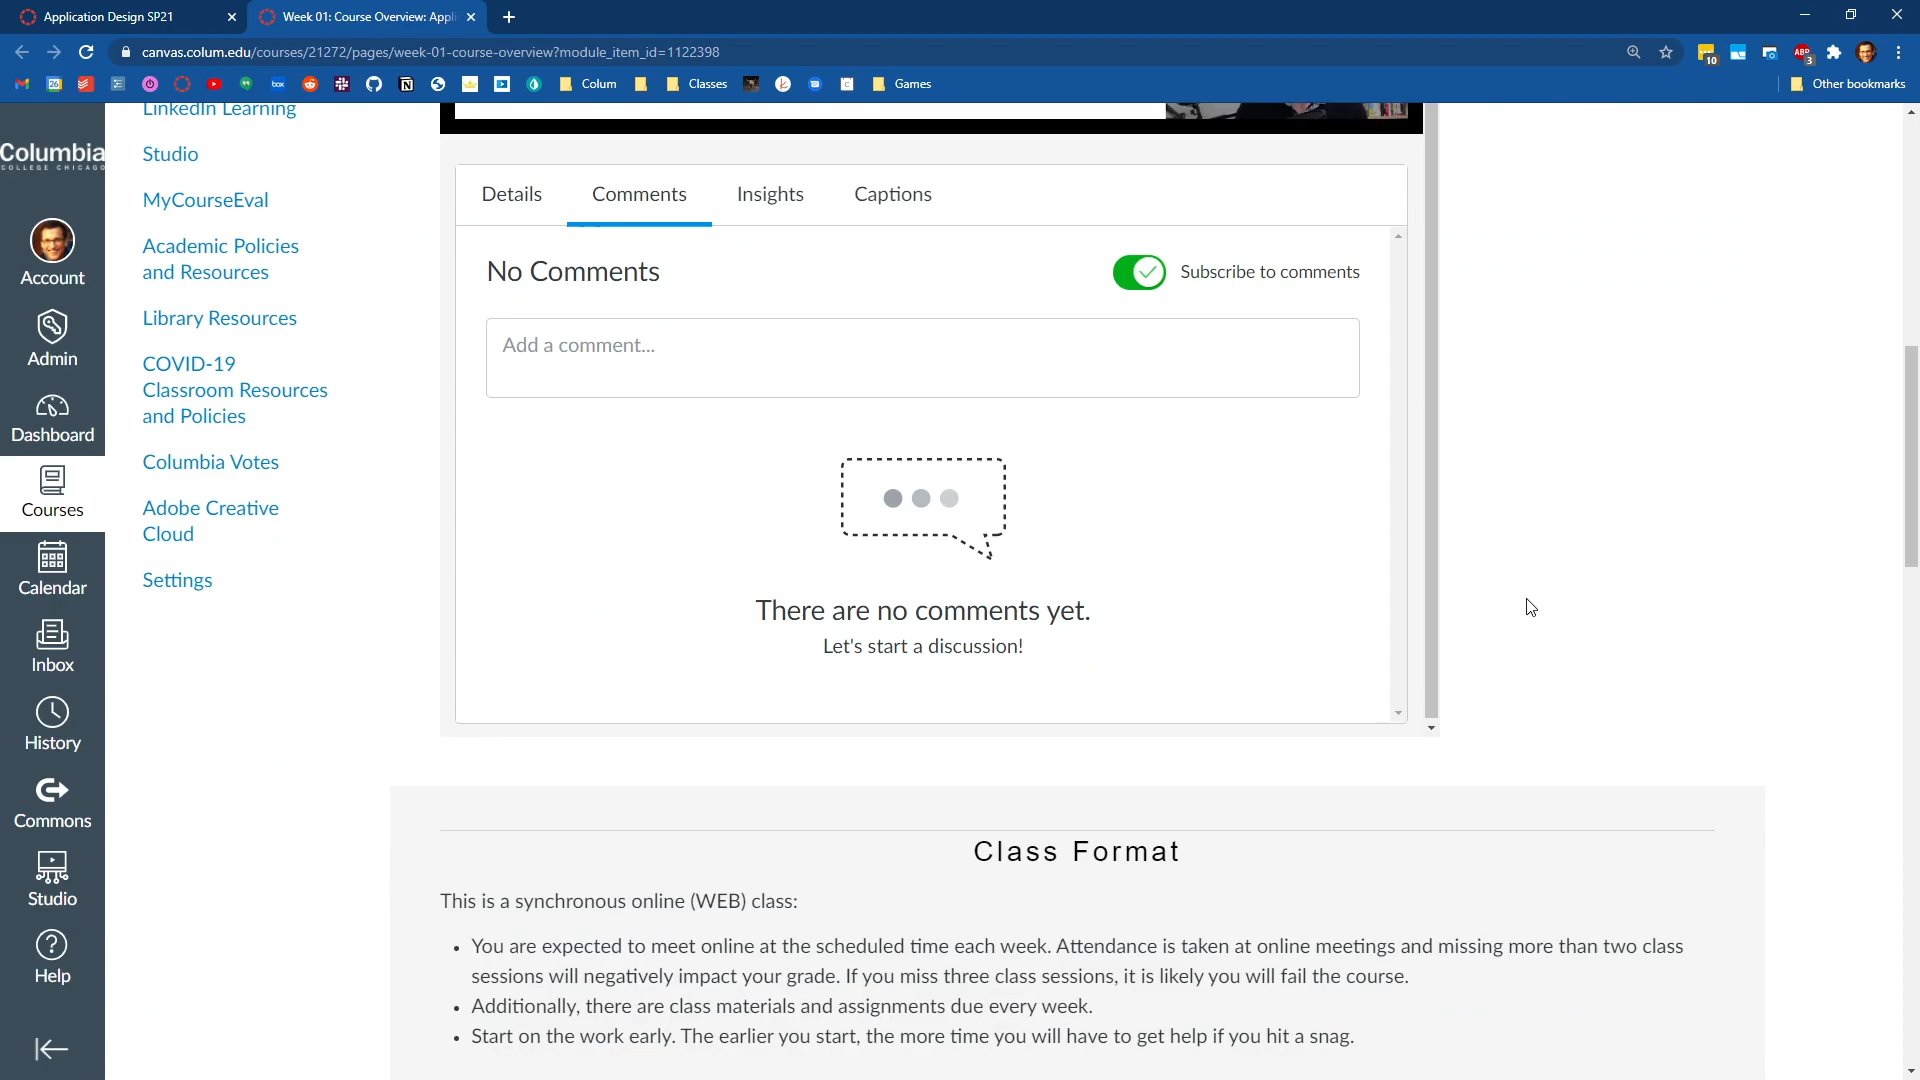 Application Design SP21
Week 01: Course Overview: Appli
canvas.colum.edu/courses/21272/pages/week-01-course-overview?module_item_id=1122398
10
ABP
3
26
box
Colum
Classes
Games
Other bookmarks
Columbia
COLLEGE CHICAGO
Account
Admin
Dashboard
Courses
Calendar
Inbox
History
Commons
Studio
Help
LinkedIn Learning
Studio
MyCourseEval
Academic Policies
and Resources
Library Resources
COVID-19
Classroom Resources
and Policies
Columbia Votes
Adobe Creative
Cloud
Settings
Details
Comments
Insights
Captions
No Comments
Subscribe to comments
Add a comment...
There are no comments yet.
Let's start a discussion!
Class Format
This is a synchronous online (WEB) class:
• You are expected to meet online at the scheduled time each week. Attendance is taken at online meetings and missing more than two class
sessions will negatively impact your grade. If you miss three class sessions, it is likely you will fail the course.
• Additionally, there are class materials and assignments due every week.
• Start on the work early. The earlier you start, the more time you will have to get help if you hit a snag.